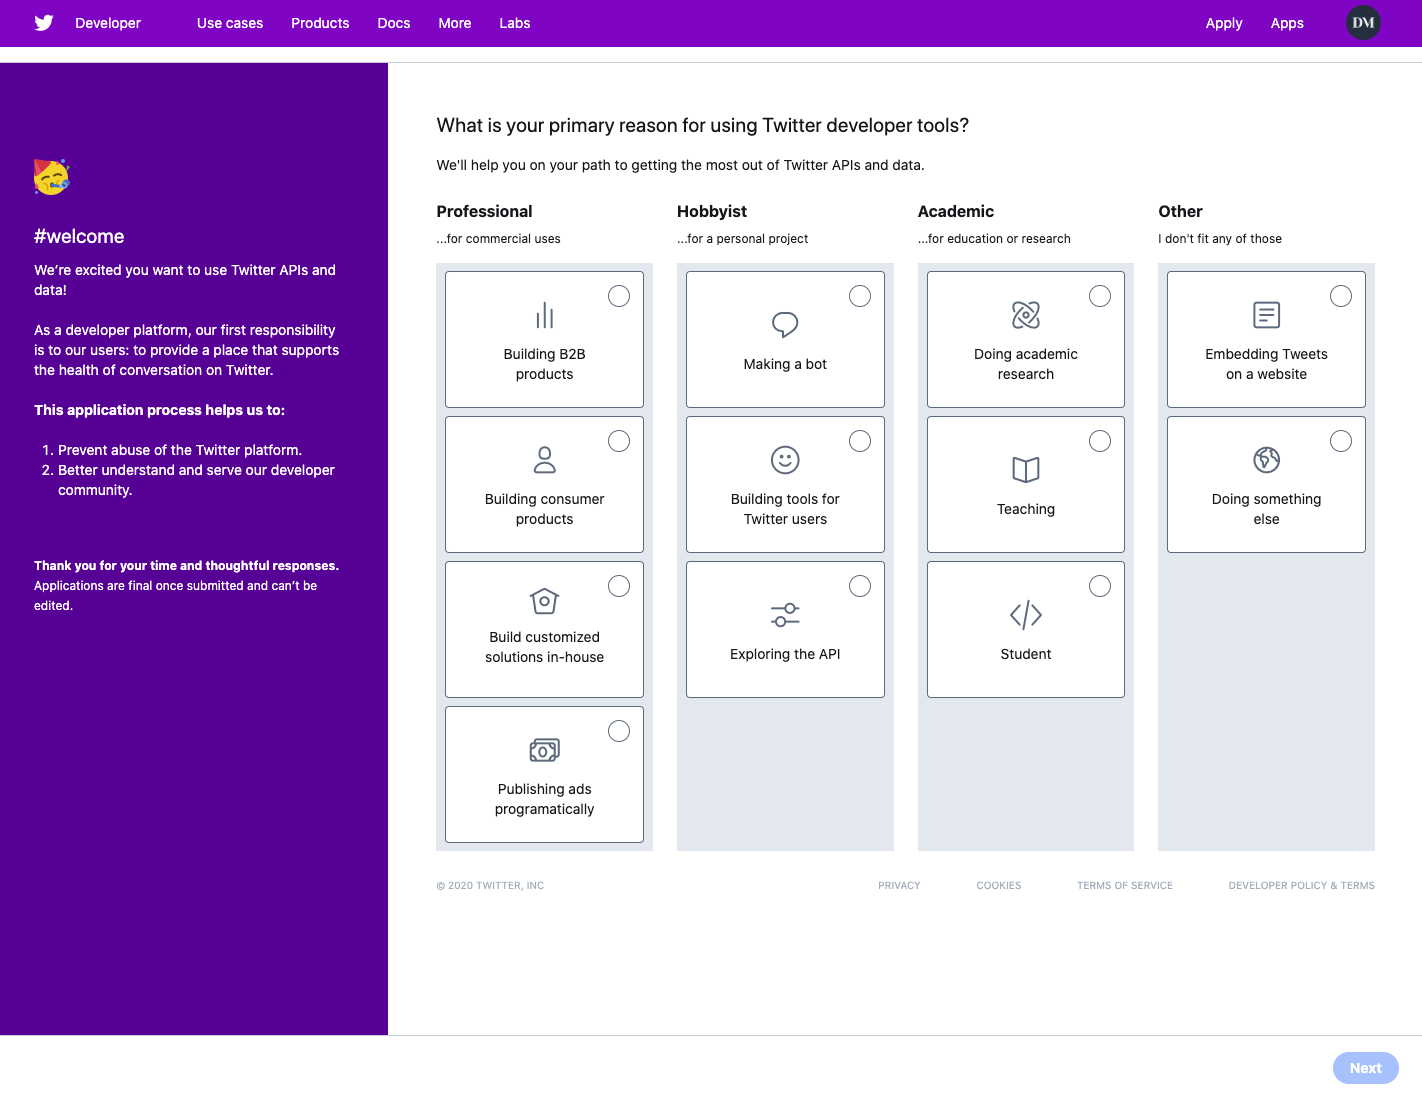 Developer
Use cases
Products
Docs
More
Labs
Apply
Apps
DM
#welcome
We're excited you want to use Twitter APIs and
data!
As a developer platform, our first responsibility
is to our users: to provide a place that supports
the health of conversation on Twitter.
This application process helps us to:
1. Prevent abuse of the Twitter platform.
2. Better understand and serve our developer
community.
Thank you for your time and thoughtful responses.
Applications are final once submitted and can't be
edited.
What is your primary reason for using Twitter developer tools?
We'll help you on your path to getting the most out of Twitter APIs and data.
Professional
...for commercial uses
Building B2B
products
Building consumer
products
Build customized
solutions in-house
Publishing ads
programatically
Hobbyist
...for a personal project
Making a bot
Building tools for
Twitter users
Exploring the API
Academic
...for education or research
Doing academic
research
Teaching
Student
Other
I don't fit any of those
Embedding Tweets
on a website
Doing something
else
© 2020 TWITTER, INC
PRIVACY
COOKIES
TERMS OF SERVICE
DEVELOPER POLICY & TERMS
Next